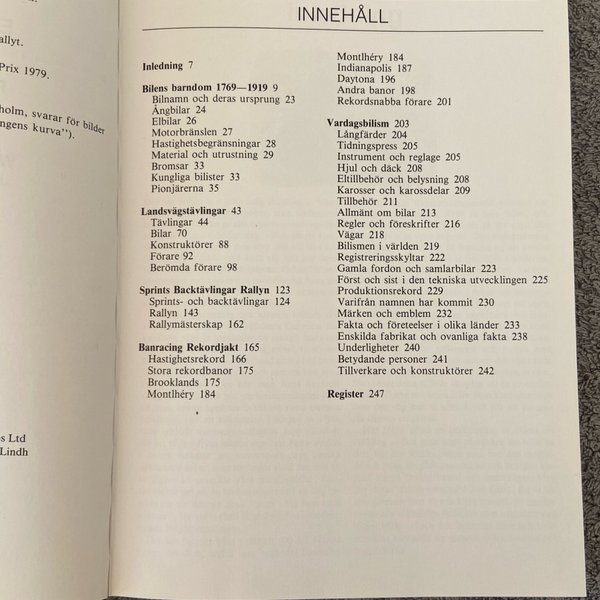 allyt.
Prix 1979.
holm, svarar för bilder
ngens kurva").
s Ltd
Lindh
INNEHÅLL
Inledning 7
Bilens barndom 1769—1919 9
Bilnamn och deras ursprung 23
Ångbilar 24
Elbilar 26
Motorbränslen 27
Hastighetsbegränsningar 28
Material och utrustning 29
Bromsar 33
Kungliga bilister 33
Pionjärerna 35
Landsvägstävlingar 43
Tävlingar 44
Bilar 70
Konstruktörer 88
Förare 92
Berömda förare 98
Sprints Backtävlingar Rallyn 123
Sprints- och backtävlingar 124
Rallyn 143
Rallymästerskap 162
Banracing Rekordjakt 165
Hastighetsrekord 166
Stora rekordbanor 175
Brooklands 175
Montlhéry 184
Montlhéry 184
Indianapolis 187
Daytona 196
Andra banor 198
Rekordsnabba förare 201
Vardagsbilism 203
Långfärder 204
Tidningspress 205
Instrument och reglage 205
Hjul och däck 208
Eltillbehör och belysning 208
Karosser och karossdelar 209
Tillbehör 211
Allmänt om bilar 213
Regler och föreskrifter 216
Vägar 218
Bilismen i världen 219
Registreringsskyltar 222
Gamla fordon och samlarbilar 223
Först och sist i den tekniska utvecklingen 225
Produktionsrekord 229
Varifrån namnen har kommit 230
Märken och emblem 232
Fakta och företeelser i olika länder 233
Enskilda fabrikat och ovanliga fakta 238
Underligheter 240
Betydande personer 241
Tillverkare och konstruktörer 242
Register 247